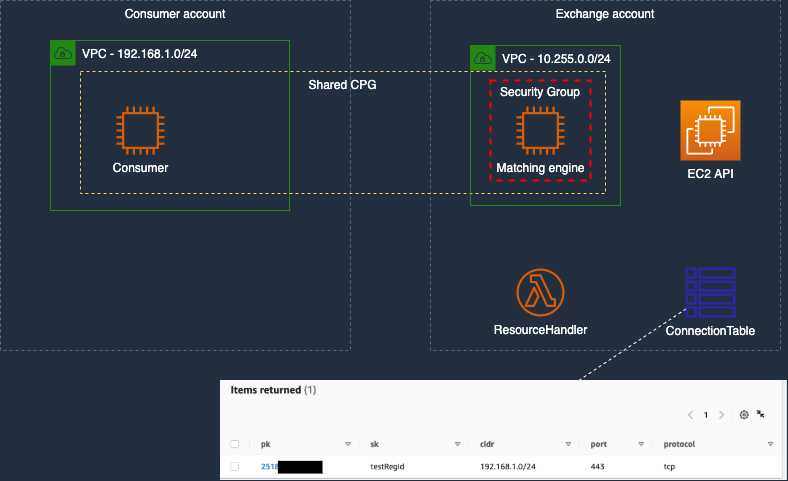 Consumer account
Exchange account
VPC - 192.168.1.0/24
VPC - 10.255.0.0/24
Shared CPG
Security Group
Consumer
Matching engine
EC2 API
ResourceHandler
ConnectionTable
Items returned (1)
1
pk sk cidr port protocol
2518 testRegId 192.168.1.0/24 443 tcp